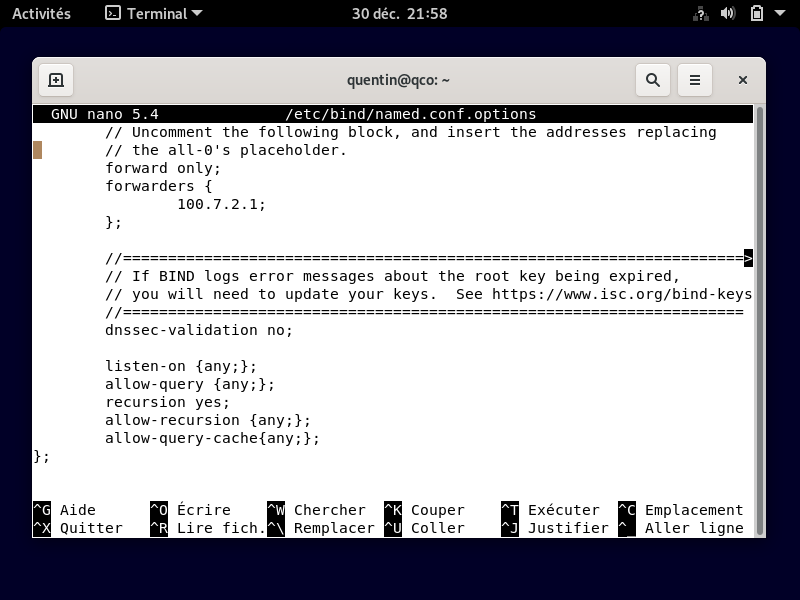 Activités Terminal 30 déc. 21:58
quentin@qco: ~
GNU nano 5.4 /etc/bind/named.conf.options
// Uncomment the following block, and insert the addresses replacing
// the all-0's placeholder.
forward only;
forwarders {
100.7.2.1;
};
//=====================================================================>
// If BIND logs error messages about the root key being expired,
// you will need to update your keys.  See https://www.isc.org/bind-keys
//=====================================================================
dnssec-validation no;
listen-on {any;};
allow-query {any;};
recursion yes;
allow-recursion {any;};
allow-query-cache{any;};
};
^G Aide ^O Écrire ^W Chercher ^K Couper ^T Exécuter ^C Emplacement
^X Quitter ^R Lire fich. ^\ Remplacer ^U Coller ^J Justifier ^_ Aller ligne